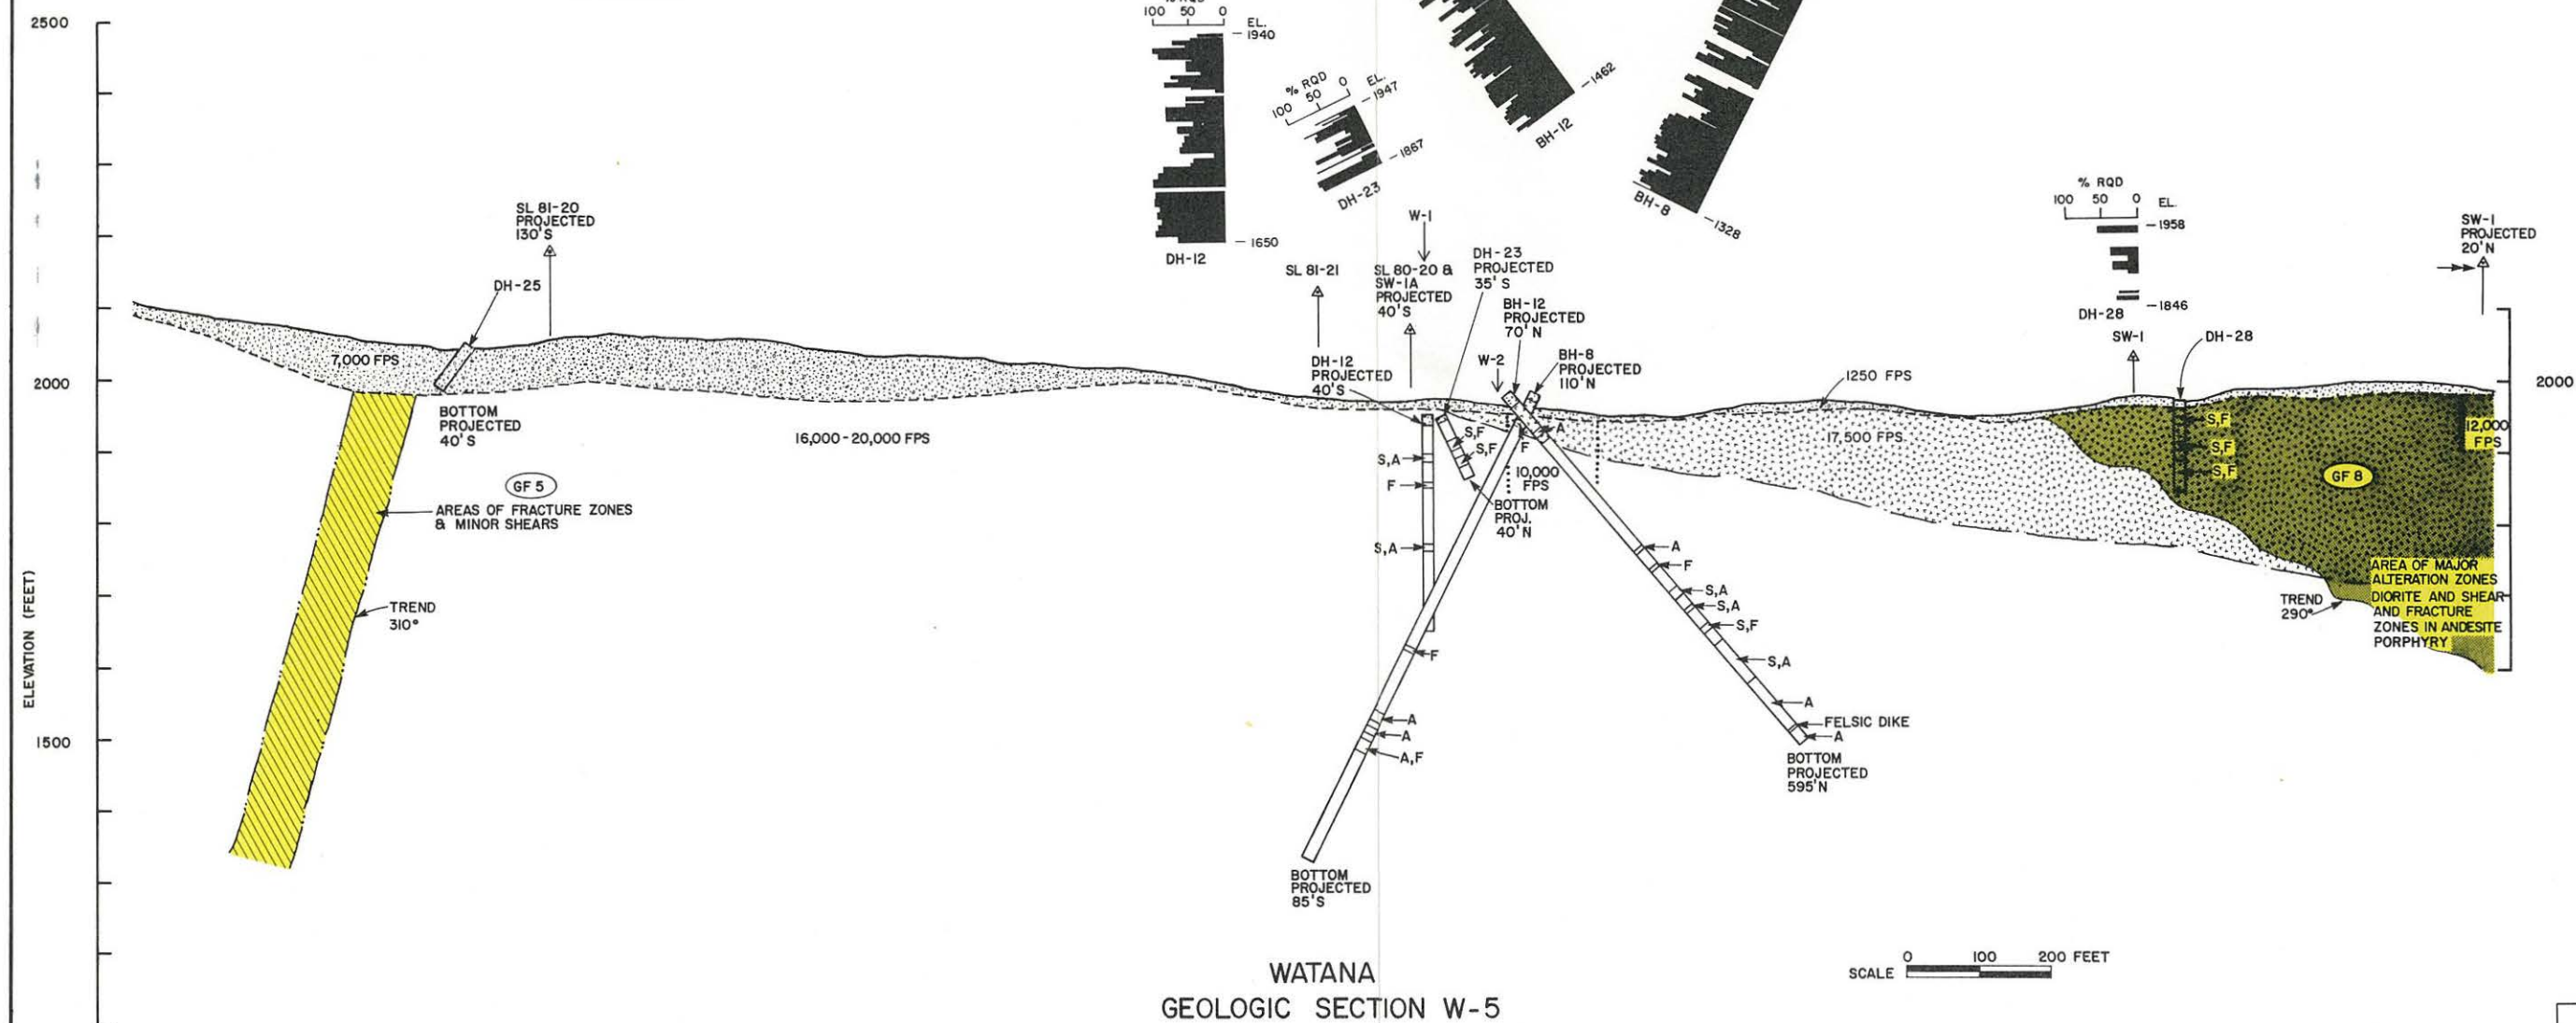 2500
100 50 0
EL.
1940
1650
DH-12
% RQD
100 50 0
EL.
1947
1867
DH-23
1462
BH-12
BH-8
1328
% RQD
100 50 0
EL.
1958
1846
DH-28
SW-1
PROJECTED
20'N
SL 81-20
PROJECTED
130'S
DH-25
SL 81-21
W-1
SL 80-20 &
SW-1A
PROJECTED
40'S
DH-23
PROJECTED
35'S
BH-12
PROJECTED
70'N
W-2
BH-8
PROJECTED
110'N
DH-12
PROJECTED
40'S
SW-1
DH-28
7,000 FPS
1250 FPS
2000
2000
BOTTOM
PROJECTED
40'S
16,000-20,000 FPS
17,500 FPS
12,000
FPS
S,F
S,F
S,F
S,F
S,F
A
F
S,A
F
S,A
10,000
FPS
BOTTOM
PROJ.
40'N
GF 5
GF 8
AREAS OF FRACTURE ZONES
& MINOR SHEARS
TREND
310°
A
F
S,A
S,A
S,F
S,A
A
FELSIC DIKE
A
BOTTOM
PROJECTED
595'N
F
A
A
A,F
BOTTOM
PROJECTED
85'S
TREND
290°
AREA OF MAJOR
ALTERATION ZONES
DIORITE AND SHEAR
AND FRACTURE
ZONES IN ANDESITE
PORPHYRY
ELEVATION (FEET)
1500
WATANA
GEOLOGIC SECTION W-5
SCALE
0 100 200 FEET